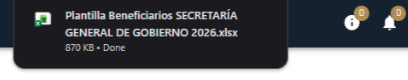 Plantilla Beneficiarios SECRETARÍA
GENERAL DE GOBIERNO 2026.xlsx
870 KB • Done
0
0